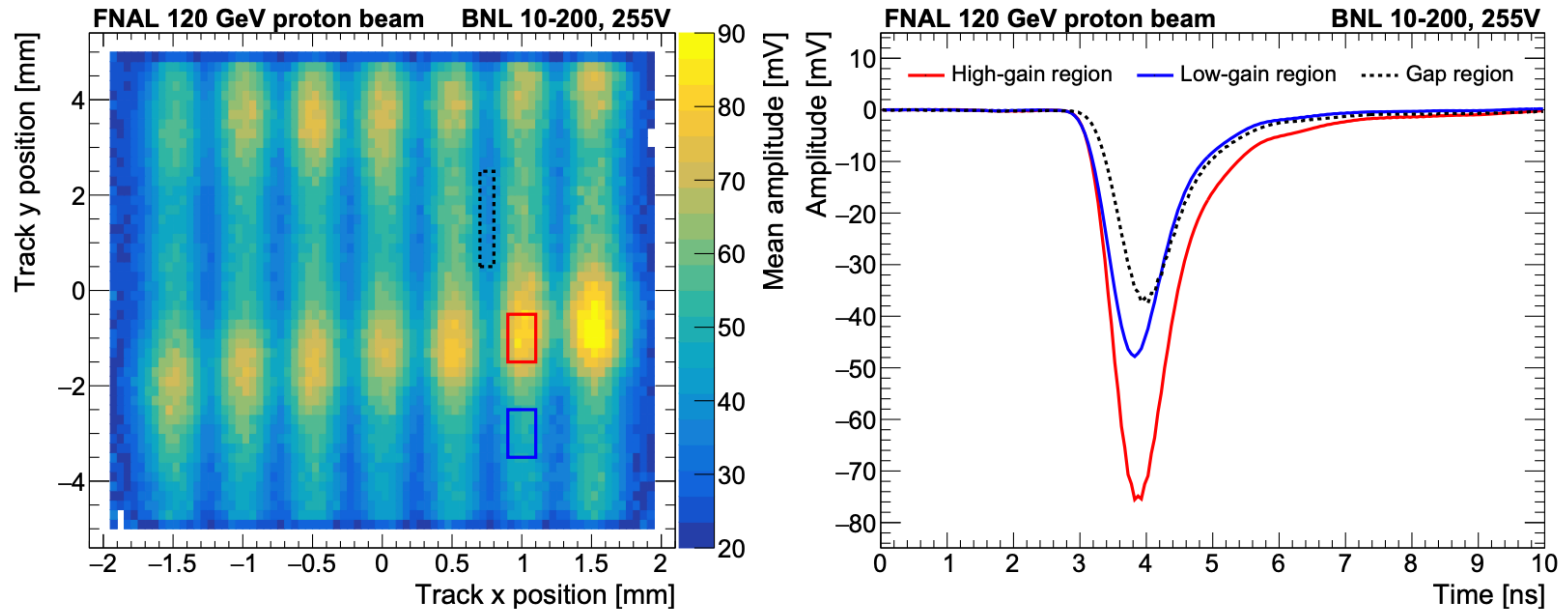 FNAL 120 GeV proton beam BNL 10-200, 255V
Track y position [mm]
4
2
0
−2
−4
−2 −1.5 −1 −0.5 0 0.5 1 1.5 2
Track x position [mm]
90
80
70
60
50
40
30
20
Mean amplitude [mV]
FNAL 120 GeV proton beam BNL 10-200, 255V
Amplitude [mV]
High-gain region Low-gain region Gap region
10
0
−10
−20
−30
−40
−50
−60
−70
−80
0 1 2 3 4 5 6 7 8 9 10
Time [ns]